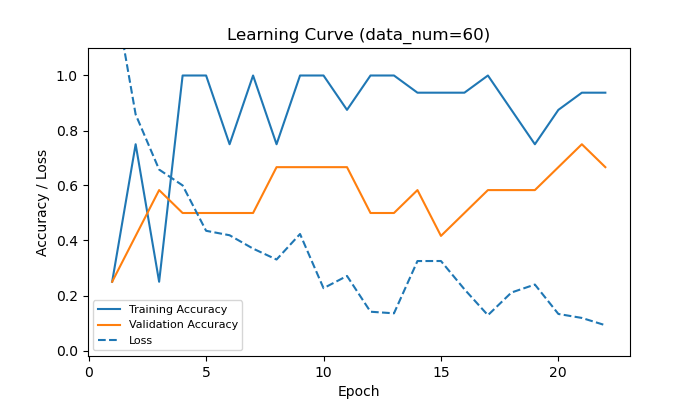 Learning Curve (data_num=60)
Accuracy / Loss
1.0
0.8
0.6
0.4
0.2
0.0
Training Accuracy
Validation Accuracy
Loss
0 5 10 15 20
Epoch